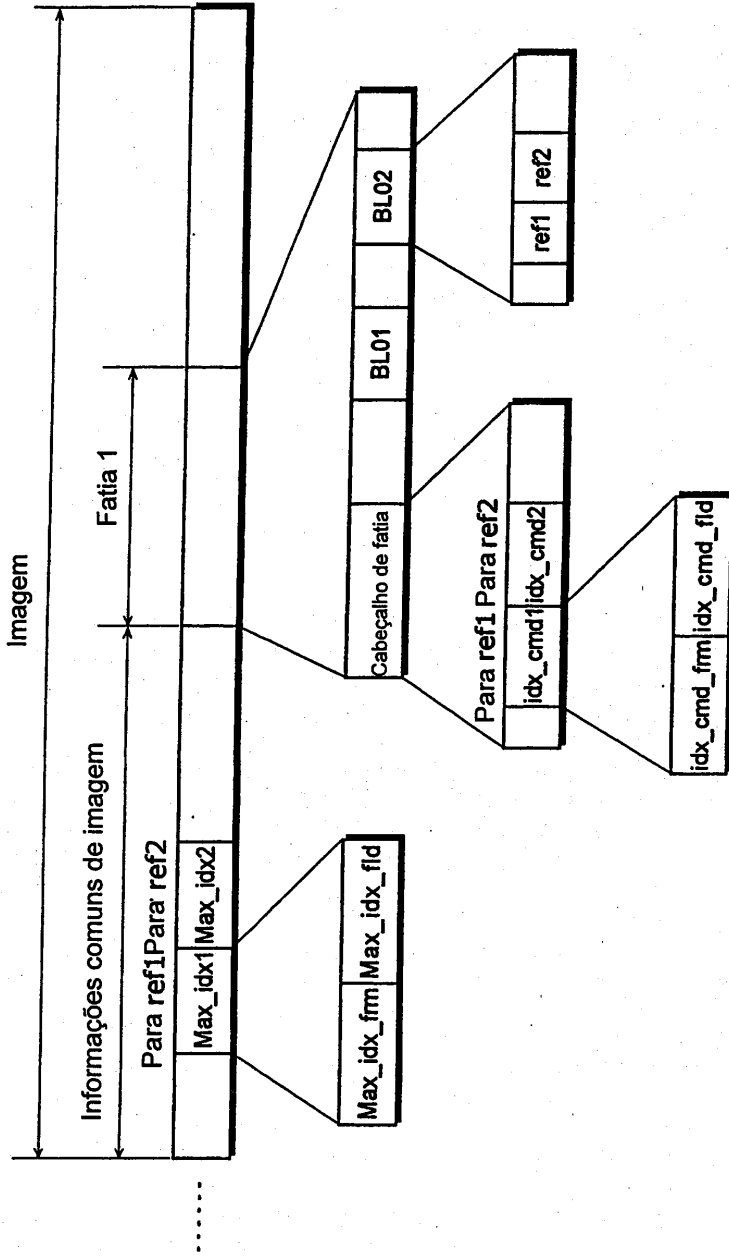 Imagem
Informações comuns de imagem
Fatia 1
Para ref1 Para ref2
Max_idx1 Max_idx2
......
Max_idx_frm Max_idx_fld
Cabeçalho de fatia BL01 BL02
Para ref1 Para ref2
idx_cmd1 idx_cmd2
ref1 ref2
idx_cmd_frm idx_cmd_fld